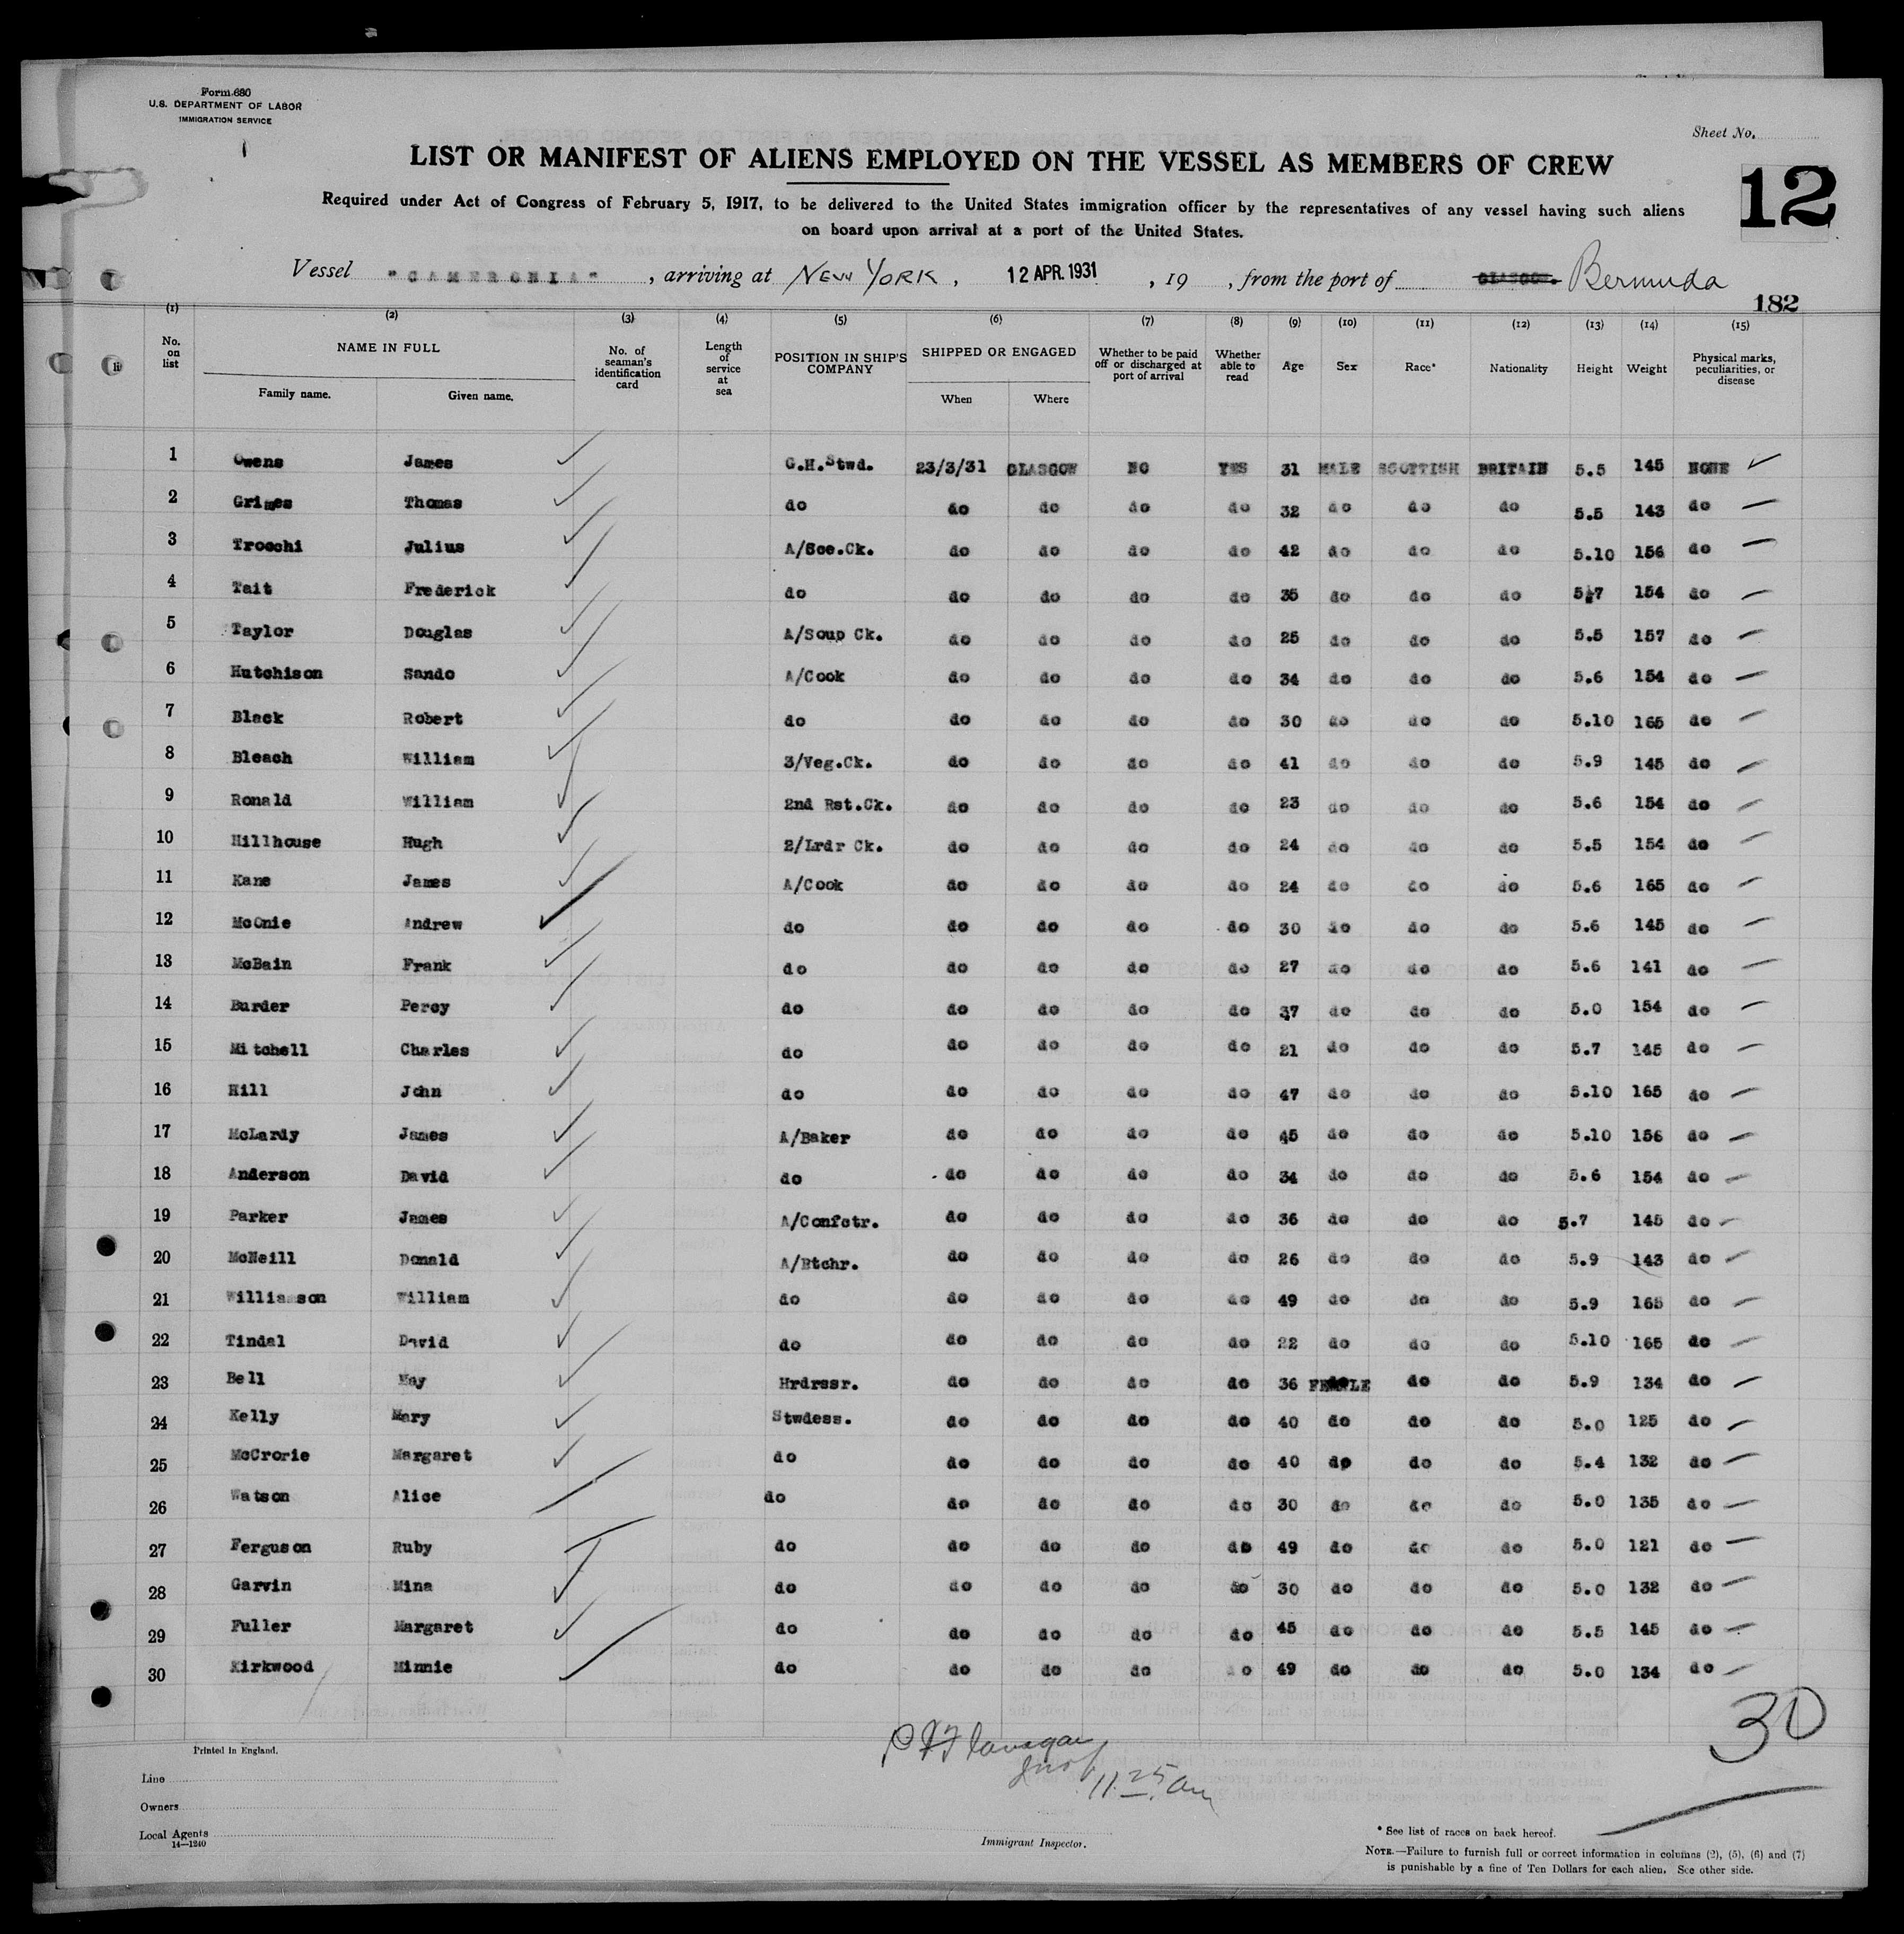 Form 680
U.S. DEPARTMENT OF LABOR
IMMIGRATION SERVICE
Sheet No.
LIST OR MANIFEST OF ALIENS EMPLOYED ON THE VESSEL AS MEMBERS OF CREW
12
Required under Act of Congress of February 5, 1917, to be delivered to the United States immigration officer by the representatives of any vessel having such aliens
on board upon arrival at a port of the United States.
Vessel "CAMERONIA", arriving at NEW YORK, 12 APR. 1931, 19 , from the port of GLASGOW. Bermuda
182
(1) (2) (3) (4) (5) (6) (7) (8) (9) (10) (11) (12) (13) (14) (15)
No. on list NAME IN FULL Family name. Given name. No. of seaman's identification card Length of service at sea POSITION IN SHIP'S COMPANY SHIPPED OR ENGAGED When Where Whether to be paid off or discharged at port of arrival Whether able to read Age Sex Race* Nationality Height Weight Physical marks, peculiarities, or disease
1 Owens James G.H.Stwd. 23/3/31 GLASGOW NO YES 31 MALE SCOTTISH BRITAIN 5.5 145 NONE
2 Grimes Thomas do do do do do 32 do do do 5.5 143 do
3 Trocchi Julius A/Sce.Ck. do do do do 42 do do do 5.10 156 do
4 Tait Frederick do do do do do 35 do do do 5.7 154 do
5 Taylor Douglas A/Soup Ck. do do do do 25 do do do 5.5 157 do
6 Hutchison Sando A/Cook do do do do 34 do do do 5.6 154 do
7 Black Robert do do do do do 30 do do do 5.10 165 do
8 Bleach William 3/Veg.Ck. do do do do 41 do do do 5.9 145 do
9 Ronald William 2nd Rst.Ck. do do do do 23 do do do 5.6 154 do
10 Hillhouse Hugh 2/Lrdr Ck. do do do do 24 do do do 5.5 154 do
11 Kane James A/Cook do do do do 24 do do do 5.6 165 do
12 McOnie Andrew do do do do do 30 do do do 5.6 145 do
13 McBain Frank do do do do do 27 do do do 5.6 141 do
14 Burder Percy do do do do do 37 do do do 5.0 154 do
15 Mitchell Charles do do do do do 21 do do do 5.7 145 do
16 Hill John do do do do do 47 do do do 5.10 165 do
17 McLardy James A/Baker do do do do 45 do do do 5.10 156 do
18 Anderson David do do do do do 34 do do do 5.6 154 do
19 Parker James A/Confctr. do do do do 36 do do do 5.7 145 do
20 McNeill Donald A/Btchr. do do do do 26 do do do 5.9 143 do
21 Williamson William do do do do do 49 do do do 5.9 165 do
22 Tindal David do do do do do 22 do do do 5.10 165 do
23 Bell May Hrdrssr. do do do do 36 FEMALE do do 5.9 134 do
24 Kelly Mary Stwdess. do do do do 40 do do do 5.0 125 do
25 McCrorie Margaret do do do do do 40 do do do 5.4 132 do
26 Watson Alice do do do do do 30 do do do 5.0 135 do
27 Ferguson Ruby do do do do do 49 do do do 5.0 121 do
28 Garvin Mina do do do do do 30 do do do 5.0 132 do
29 Fuller Margaret do do do do do 45 do do do 5.5 145 do
30 Kirkwood Minnie do do do do do 49 do do do 5.0 134 do
30
Printed in England.
Line
Owners
Local Agents
14—1240
Flanagan
11.25 am
Immigrant Inspector.
* See list of races on back hereof.
NOTE.—Failure to furnish full or correct information in columns (2), (5), (6) and (7)
is punishable by a fine of Ten Dollars for each alien. See other side.